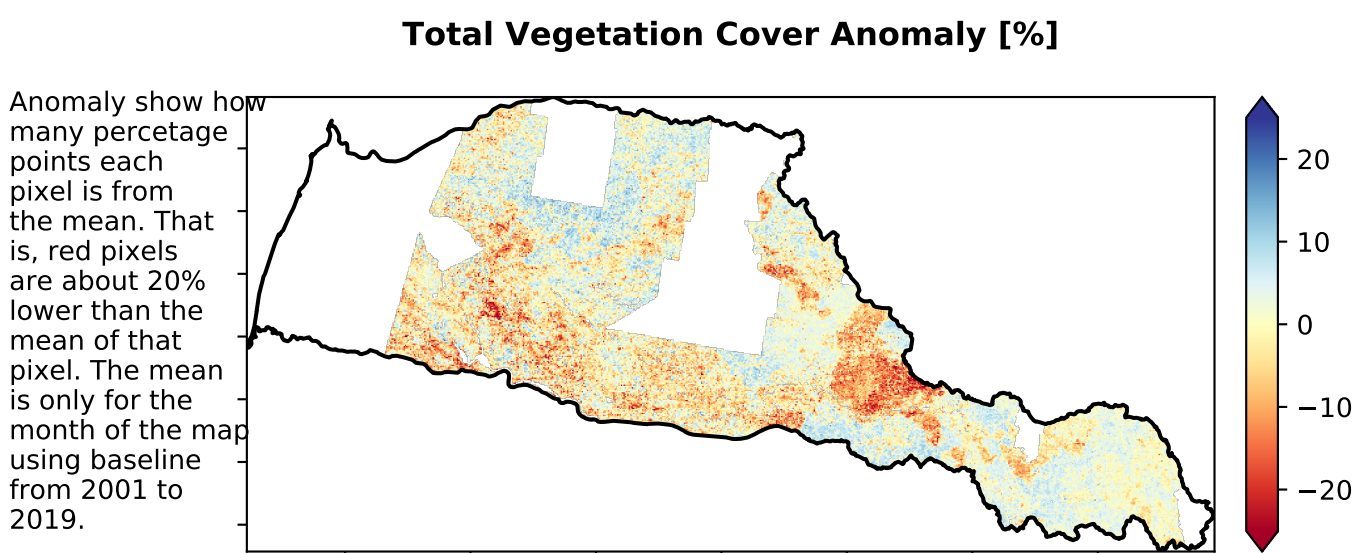 Total Vegetation Cover Anomaly [%]
Anomaly show how
many percetage
points each
pixel is from
the mean. That
is, red pixels
are about 20%
lower than the
mean of that
pixel. The mean
is only for the
month of the map
using baseline
from 2001 to
2019.
20
10
0
−10
−20